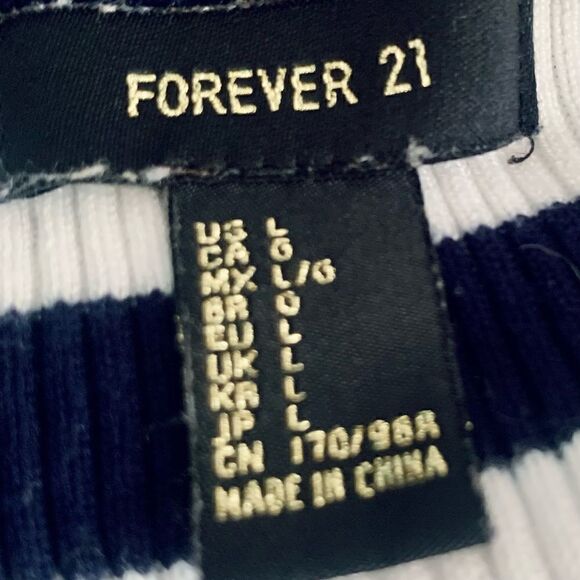 FOREVER 21
US L
CA G
MX L/G
BR G
EU L
UK L
KR L
JP L
CN 170/96A
MADE IN CHINA